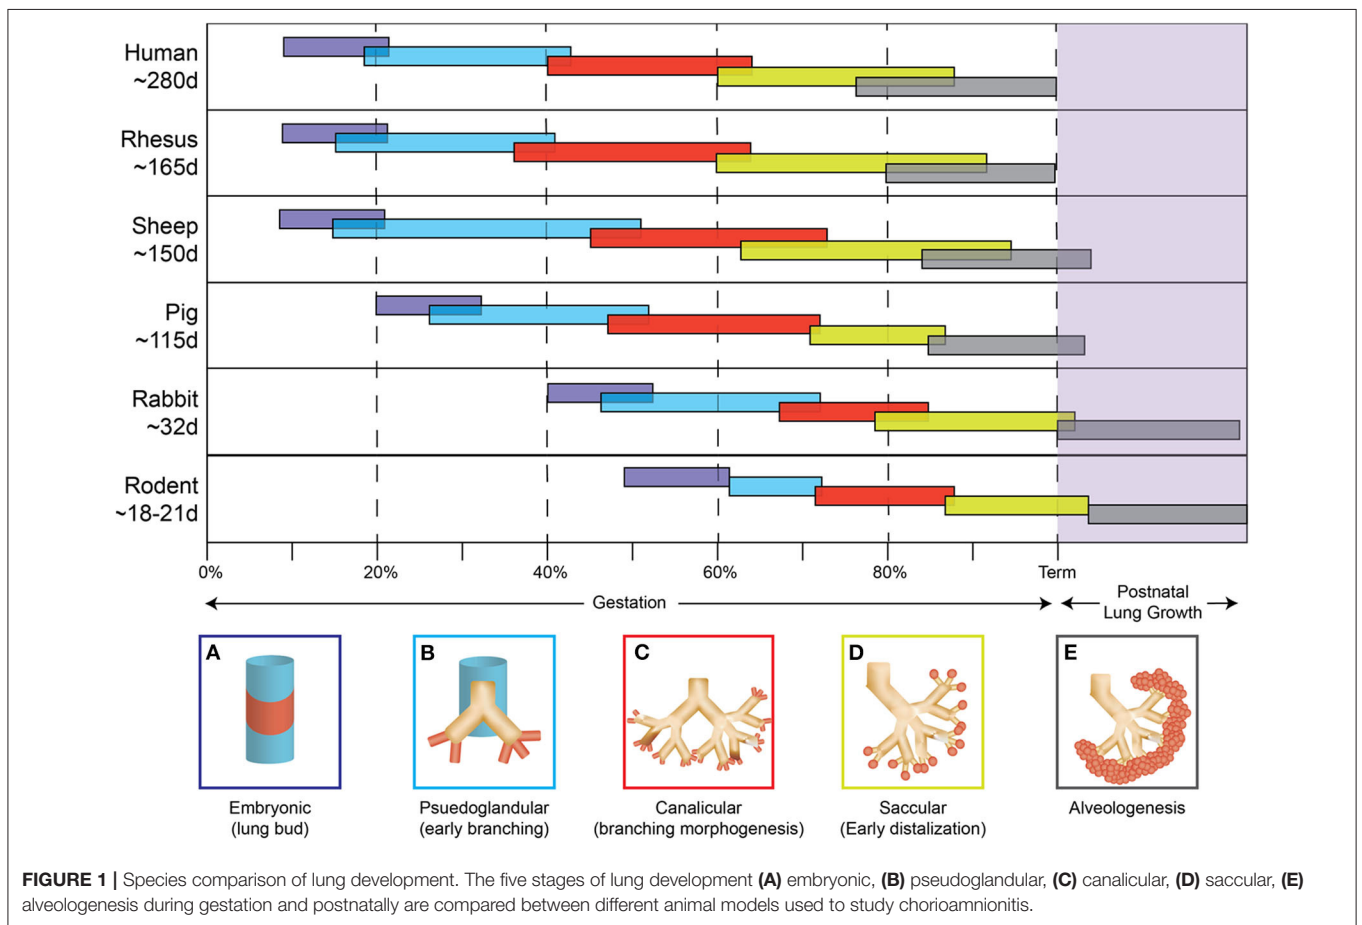 Human
~280d
Rhesus
~165d
Sheep
~150d
Pig
~115d
Rabbit
~32d
Rodent
~18-21d
0% 20% 40% 60% 80% Term
Gestation
Postnatal
Lung Growth
A B C D E
Embryonic
(lung bud)
Psuedoglandular
(early branching)
Canalicular
(branching morphogenesis)
Saccular
(Early distalization)
Alveologenesis
FIGURE 1 | Species comparison of lung development. The five stages of lung development (A) embryonic, (B) pseudoglandular, (C) canalicular, (D) saccular, (E)
alveologenesis during gestation and postnatally are compared between different animal models used to study chorioamnionitis.